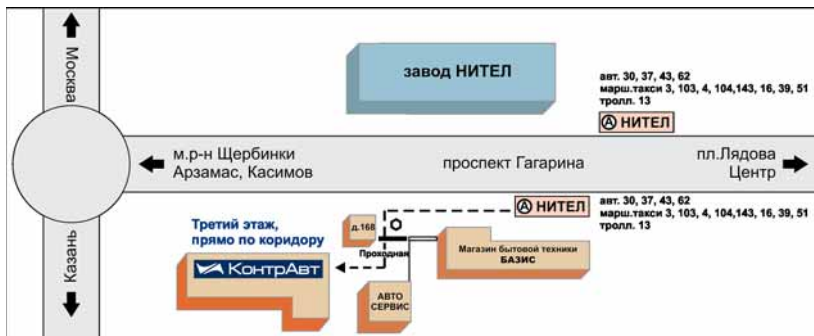 Москва
завод НИТЕЛ
авт. 30, 37, 43, 62
марш.такси 3, 103, 4, 104,143, 16, 39, 51
тролл. 13
А НИТЕЛ
м.р-н Щербинки
Арзамас, Касимов
проспект Гагарина
пл.Лядова
Центр
Казань
Третий этаж,
прямо по коридору
КонтрАвт
д.168
Проходная
А НИТЕЛ
авт. 30, 37, 43, 62
марш.такси 3, 103, 4, 104,143, 16, 39, 51
тролл. 13
Магазин бытовой техники
БАЗИС
АВТО
СЕРВИС